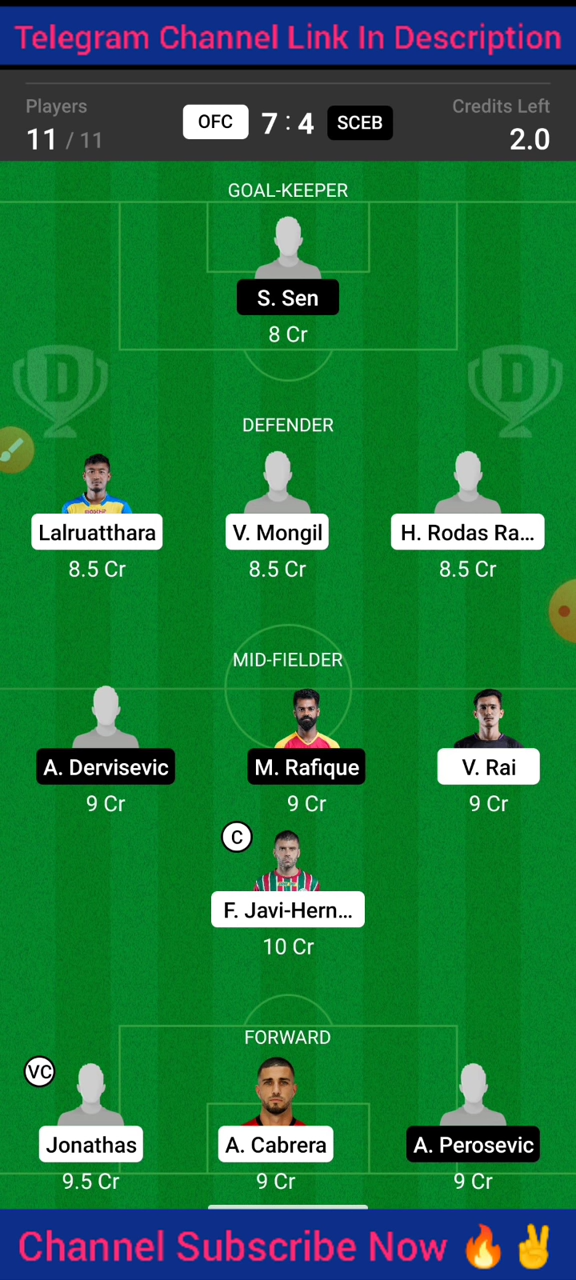 Telegram Channel Link In Description
Players
11 / 11
OFC 7 : 4 SCEB
Credits Left
2.0
GOAL-KEEPER
S. Sen
8 Cr
DEFENDER
Lalruatthara V. Mongil H. Rodas Ra...
8.5 Cr 8.5 Cr 8.5 Cr
MID-FIELDER
A. Dervisevic M. Rafique V. Rai
9 Cr 9 Cr 9 Cr
C
F. Javi-Hern...
10 Cr
FORWARD
VC
Jonathas A. Cabrera A. Perosevic
9.5 Cr 9 Cr 9 Cr
Channel Subscribe Now 🔥✌